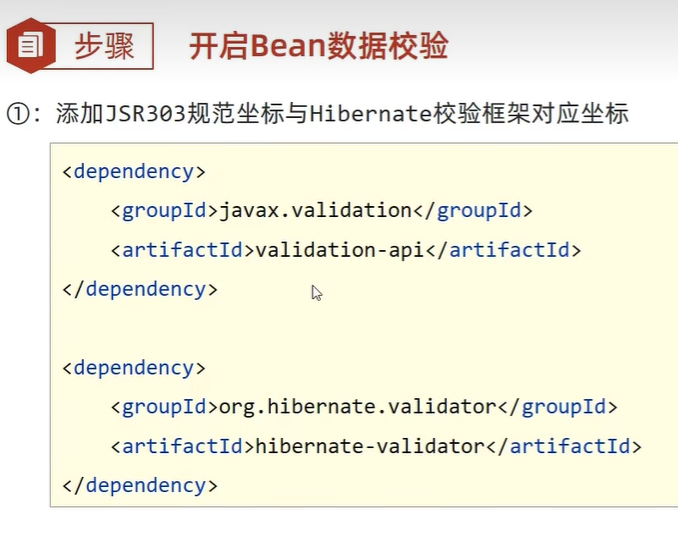 步骤 开启Bean数据校验
①：添加JSR303规范坐标与Hibernate校验框架对应坐标
<dependency>
    <groupId>javax.validation</groupId>
    <artifactId>validation-api</artifactId>
</dependency>
<dependency>
    <groupId>org.hibernate.validator</groupId>
    <artifactId>hibernate-validator</artifactId>
</dependency>